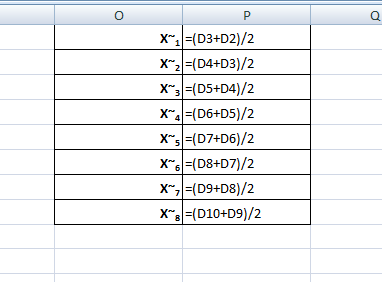 O P Q
X~₁ =(D3+D2)/2
X~₂ =(D4+D3)/2
X~₃ =(D5+D4)/2
X~₄ =(D6+D5)/2
X~₅ =(D7+D6)/2
X~₆ =(D8+D7)/2
X~₇ =(D9+D8)/2
X~₈ =(D10+D9)/2